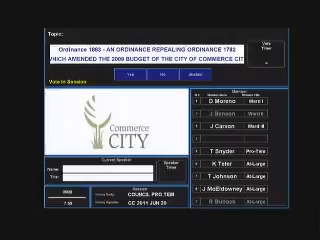 Topic:
Ordinance 1803 - AN ORDINANCE REPEALING ORDINANCE 1792
WHICH AMENDED THE 2009 BUDGET OF THE CITY OF COMMERCE CIT
Vote Timer
Yes No Abstain
Vote In Session:
Commerce
CITY
D Moreno Ward I
J Benson Ward II
J Carson Ward III
T Snyder Pro-Tem
K Teter At-Large
T Johnson At-Large
J McEldowney At-Large
R Bullock At-Large
Current Speaker
Name:
Title:
Speaker Timer
Session
COUNCIL PRO TEM
CC 2011 JUN 20